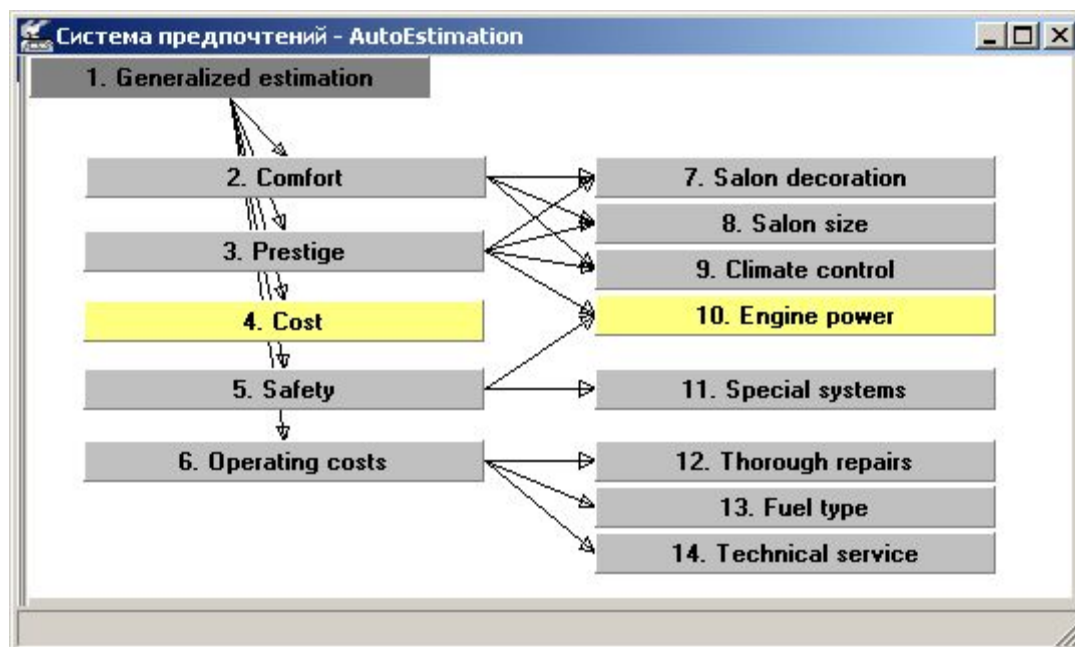 Система предпочтений - AutoEstimation
1. Generalized estimation
2. Comfort
3. Prestige
4. Cost
5. Safety
6. Operating costs
7. Salon decoration
8. Salon size
9. Climate control
10. Engine power
11. Special systems
12. Thorough repairs
13. Fuel type
14. Technical service